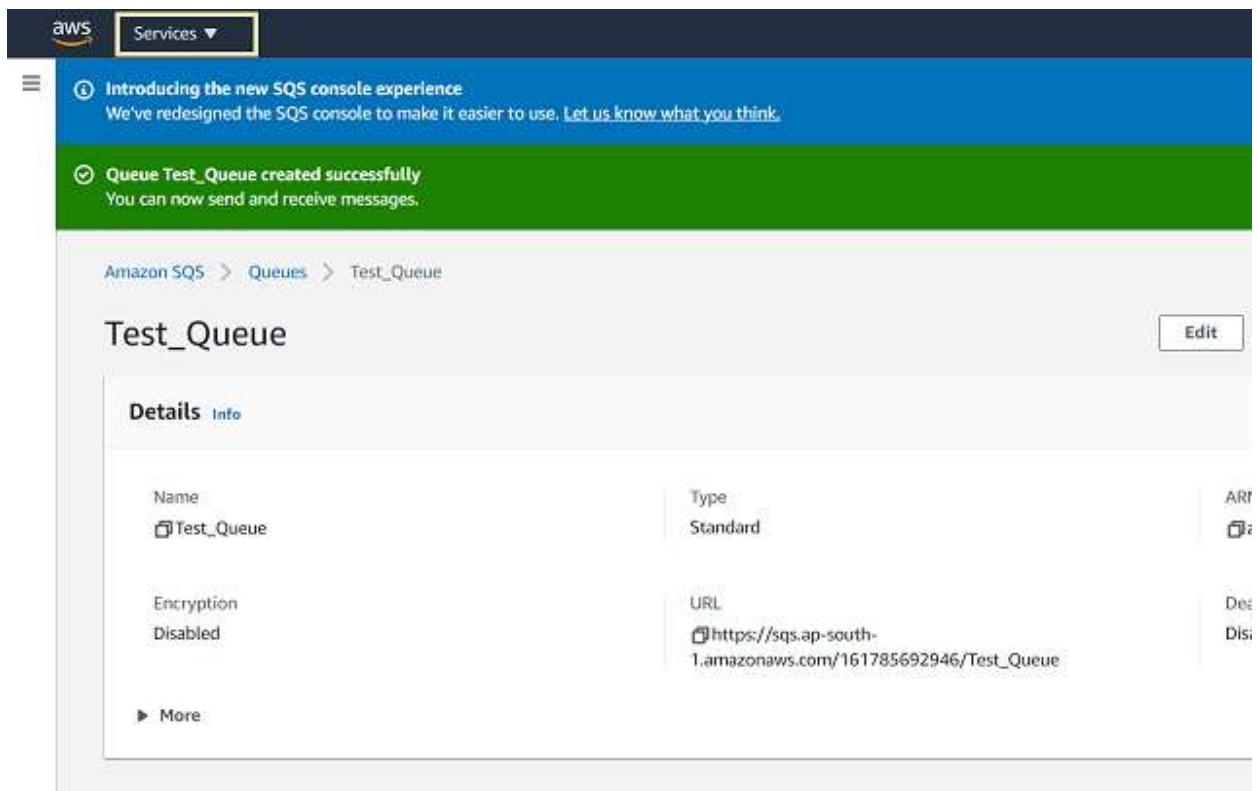 aws Services ▼
Introducing the new SQS console experience
We've redesigned the SQS console to make it easier to use. Let us know what you think.
Queue Test_Queue created successfully
You can now send and receive messages.
Amazon SQS > Queues > Test_Queue
Test_Queue
Edit
Details Info
Name
Test_Queue
Type
Standard
Encryption
Disabled
URL
https://sqs.ap-south-
1.amazonaws.com/161785692946/Test_Queue
More